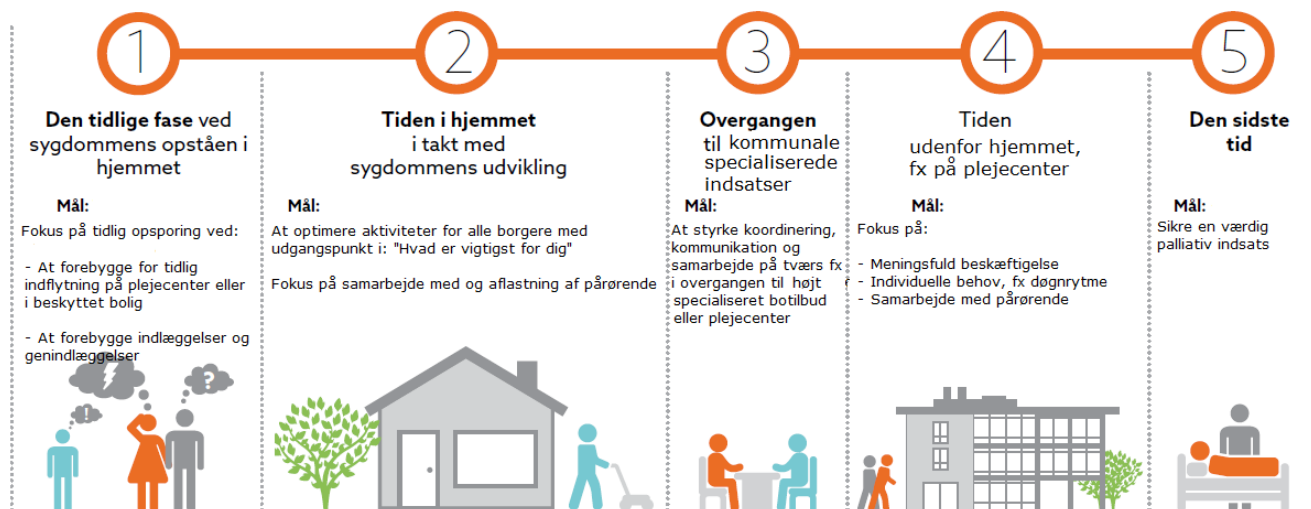 1
Den tidlige fase ved
sygdommens opståen i
hjemmet
Mål:
Fokus på tidlig opsporing ved:
- At forebygge for tidlig
indflytning på plejecenter eller
i beskyttet bolig
- At forebygge indlæggelser og
genindlæggelser
!
?
2
Tiden i hjemmet
i takt med
sygdommens udvikling
Mål:
At optimere aktiviteter for alle borgere med
udgangspunkt i: "Hvad er vigtigst for dig"
Fokus på samarbejde med og aflastning af pårørende
3
Overgangen
til kommunale
specialiserede
indsatser
Mål:
At styrke koordinering,
kommunikation og
samarbejde på tværs fx
i overgangen til højt
specialiseret botilbud
eller plejecenter
4
Tiden
udenfor hjemmet,
fx på plejecenter
Mål:
Fokus på:
- Meningsfuld beskæftigelse
- Individuelle behov, fx døgnrytme
- Samarbejde med pårørende
5
Den sidste
tid
Mål:
Sikre en værdig
palliativ indsats